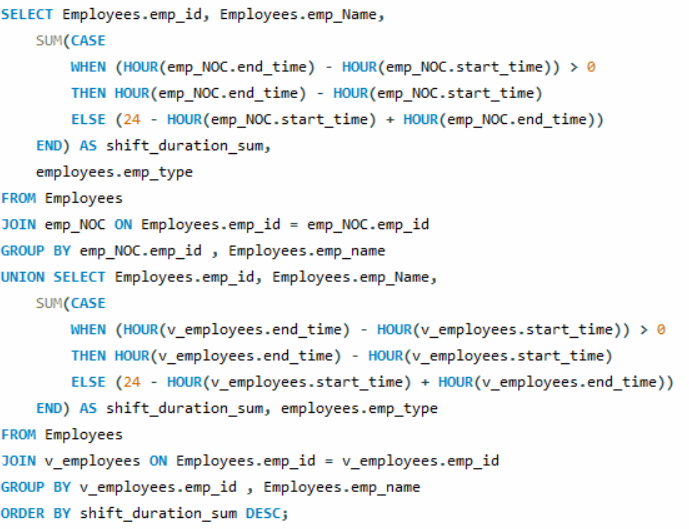 SELECT Employees.emp_id, Employees.emp_Name,
SUM(CASE
WHEN (HOUR(emp_NOC.end_time) - HOUR(emp_NOC.start_time)) > 0
THEN HOUR(emp_NOC.end_time) - HOUR(emp_NOC.start_time)
ELSE (24 - HOUR(emp_NOC.start_time) + HOUR(emp_NOC.end_time))
END) AS shift_duration_sum,
employees.emp_type
FROM Employees
JOIN emp_NOC ON Employees.emp_id = emp_NOC.emp_id
GROUP BY emp_NOC.emp_id , Employees.emp_name
UNION SELECT Employees.emp_id, Employees.emp_Name,
SUM(CASE
WHEN (HOUR(v_employees.end_time) - HOUR(v_employees.start_time)) > 0
THEN HOUR(v_employees.end_time) - HOUR(v_employees.start_time)
ELSE (24 - HOUR(v_employees.start_time) + HOUR(v_employees.end_time))
END) AS shift_duration_sum, employees.emp_type
FROM Employees
JOIN v_employees ON Employees.emp_id = v_employees.emp_id
GROUP BY v_employees.emp_id , Employees.emp_name
ORDER BY shift_duration_sum DESC;